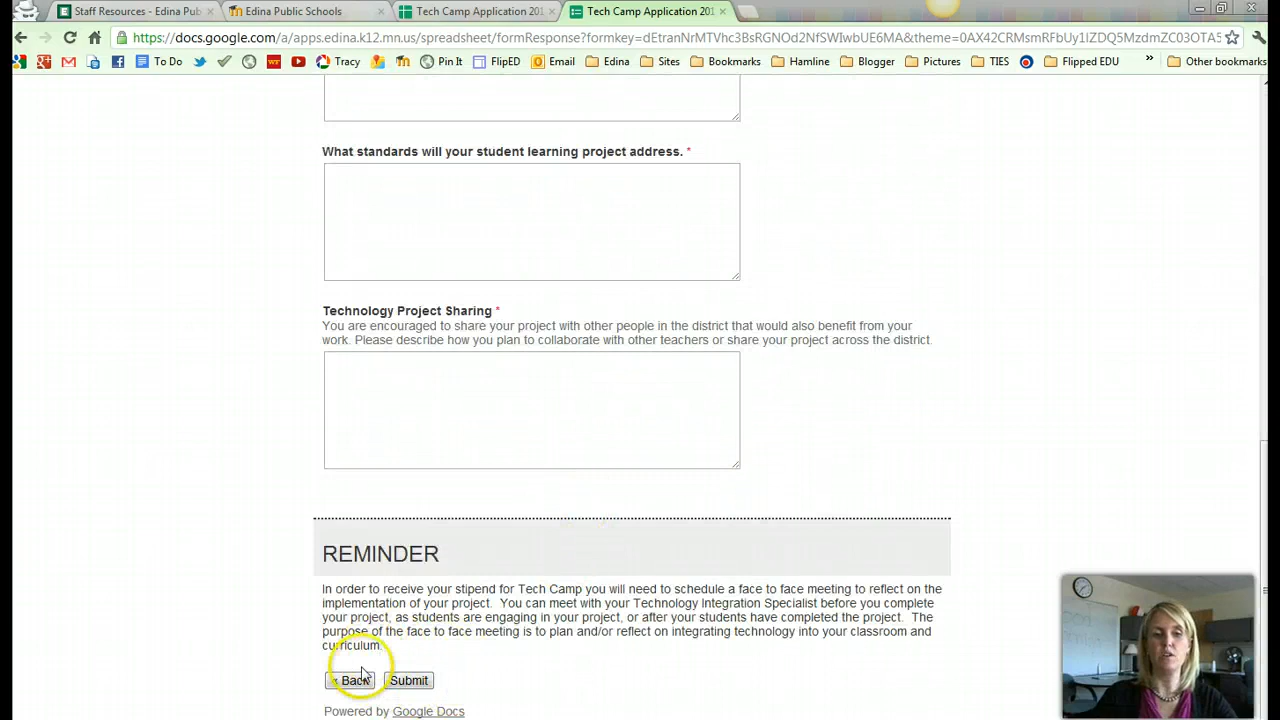 Staff Resources - Edina Pub
Edina Public Schools
Tech Camp Application 201
Tech Camp Application 201
https://docs.google.com/a/apps.edina.k12.mn.us/spreadsheet/formResponse?formkey=dEtranNrMTVhc3BsRGNOd2NfSWIwbUE6MA&theme=0AX42CRMsmRFbUy1lZDQ5MzdmZC03OTA5
To Do
Tracy
Pin It
FlipED
Email
Edina
Sites
Bookmarks
Hamline
Blogger
Pictures
TIES
Flipped EDU
»
Other bookmarks
What standards will your student learning project address. *
Technology Project Sharing *
You are encouraged to share your project with other people in the district that would also benefit from your
work. Please describe how you plan to collaborate with other teachers or share your project across the district.
REMINDER
In order to receive your stipend for Tech Camp you will need to schedule a face to face meeting to reflect on the
implementation of your project. You can meet with your Technology Integration Specialist before you complete
your project, as students are engaging in your project, or after your students have completed the project. The
purpose of the face to face meeting is to plan and/or reflect on integrating technology into your classroom and
curriculum.
« Back
Submit
Powered by Google Docs